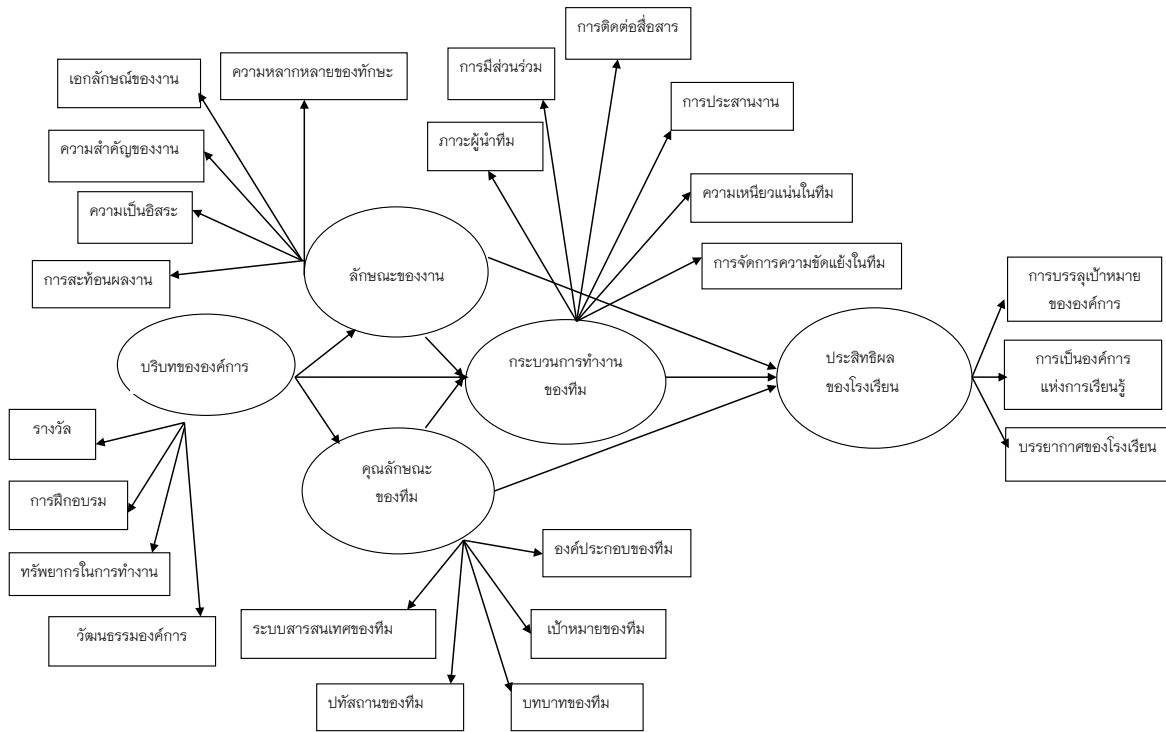 การติดต่อสื่อสาร
การมีส่วนร่วม
ความหลากหลายของทักษะ
เอกลักษณ์ของงาน
การประสานงาน
ภาวะผู้นำทีม
ความสำคัญของงาน
ความเหนียวแน่นในทีม
ความเป็นอิสระ
การจัดการความขัดแย้งในทีม
การสะท้อนผลงาน
ลักษณะของงาน
การบรรลุเป้าหมาย
ขององค์การ
บริบทขององค์การ
กระบวนการทำงาน
ของทีม
ประสิทธิผล
ของโรงเรียน
การเป็นองค์การ
แห่งการเรียนรู้
รางวัล
บรรยากาศของโรงเรียน
คุณลักษณะ
ของทีม
การฝึกอบรม
องค์ประกอบของทีม
ทรัพยากรในการทำงาน
วัฒนธรรมองค์การ
ระบบสารสนเทศของทีม
เป้าหมายของทีม
ปทัสถานของทีม
บทบาทของทีม